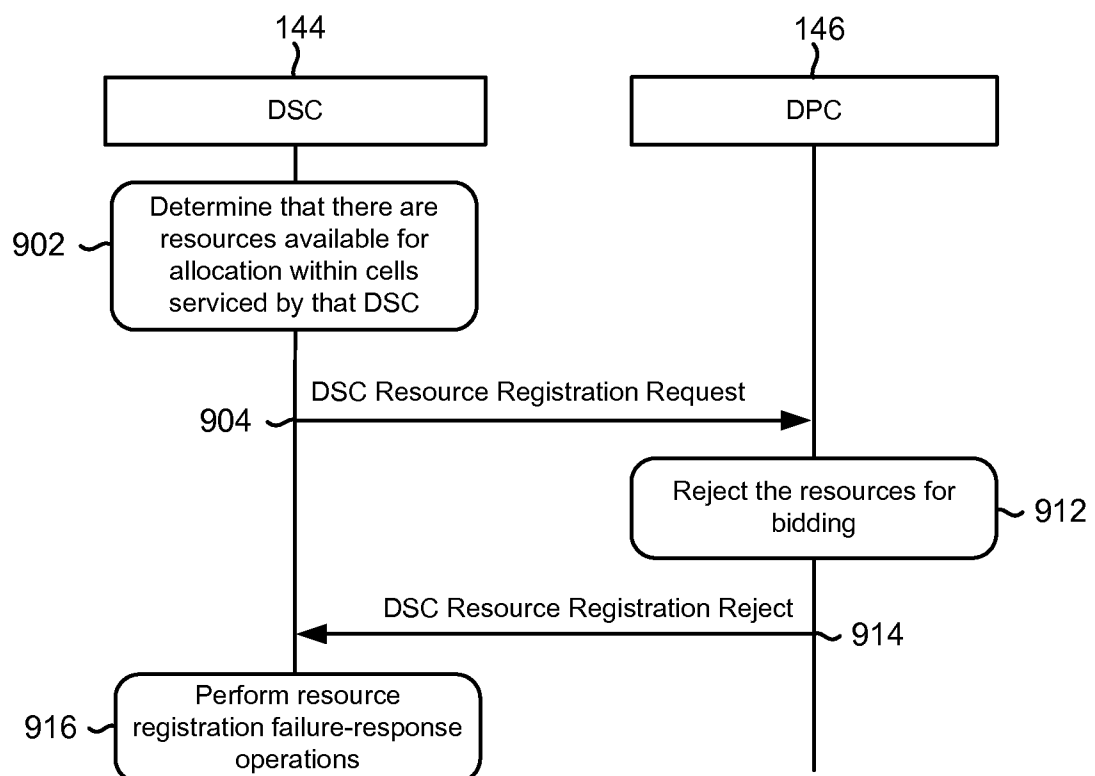 144
146
DSC
DPC
Determine that there are
resources available for
allocation within cells
serviced by that DSC
902
DSC Resource Registration Request
904
Reject the resources for
bidding
912
DSC Resource Registration Reject
914
Perform resource
registration failure-response
operations
916